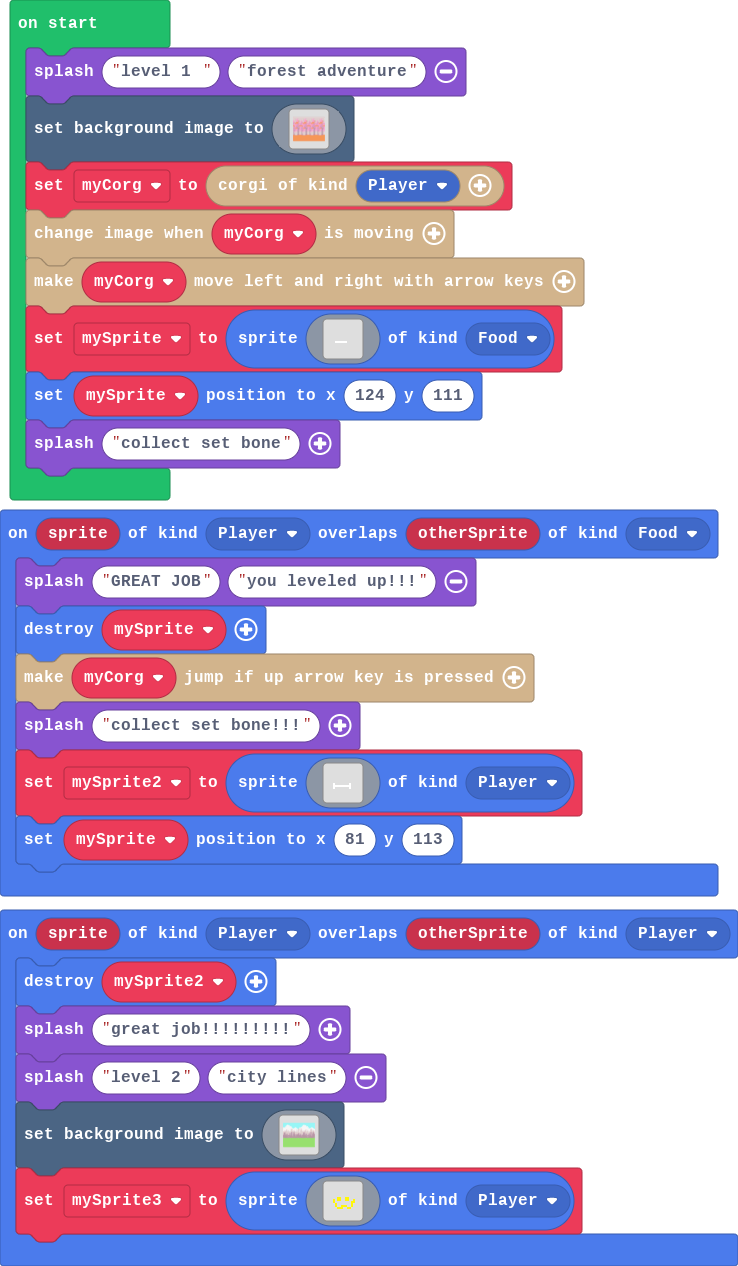 on start
splash "level 1 " "forest adventure"
set background image to
set myCorg to corgi of kind Player
change image when myCorg is moving
make myCorg move left and right with arrow keys
set mySprite to sprite of kind Food
set mySprite position to x 124 y 111
splash "collect set bone"
on sprite of kind Player overlaps otherSprite of kind Food
splash "GREAT JOB" "you leveled up!!!"
destroy mySprite
make myCorg jump if up arrow key is pressed
splash "collect set bone!!!"
set mySprite2 to sprite of kind Player
set mySprite position to x 81 y 113
on sprite of kind Player overlaps otherSprite of kind Player
destroy mySprite2
splash "great job!!!!!!!!!"
splash "level 2" "city lines"
set background image to
set mySprite3 to sprite of kind Player